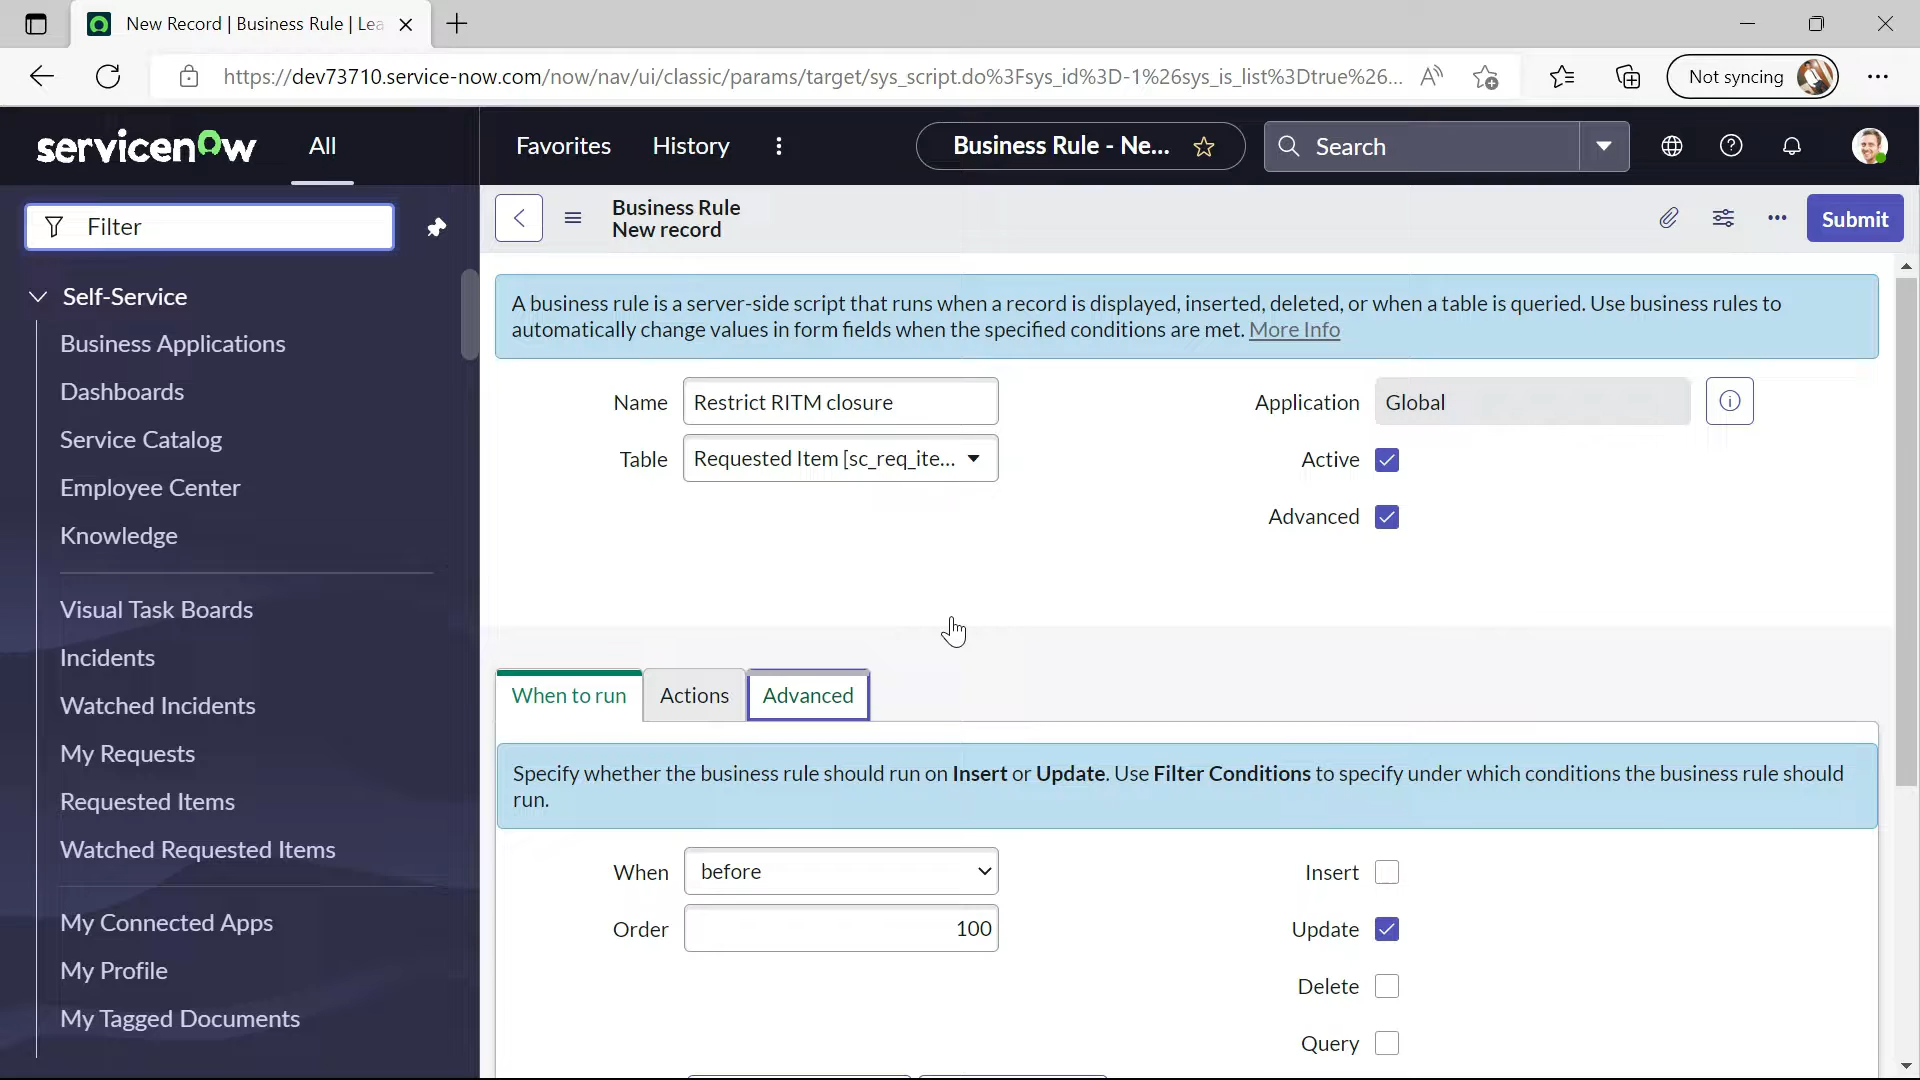 New Record | Business Rule | Lea
https://dev73710.service-now.com/now/nav/ui/classic/params/target/sys_script.do%3Fsys_id%3D-1%26sys_is_list%3Dtrue%26...
Not syncing
servicenow
All
Favorites
History
Business Rule - Ne...
Search
Filter
Business Rule
New record
Submit
Self-Service
Business Applications
Dashboards
Service Catalog
Employee Center
Knowledge
Visual Task Boards
Incidents
Watched Incidents
My Requests
Requested Items
Watched Requested Items
My Connected Apps
My Profile
My Tagged Documents
A business rule is a server-side script that runs when a record is displayed, inserted, deleted, or when a table is queried. Use business rules to
automatically change values in form fields when the specified conditions are met. More Info
Name
Restrict RITM closure
Application
Global
Table
Requested Item [sc_req_ite...
Active
Advanced
When to run
Actions
Advanced
Specify whether the business rule should run on Insert or Update. Use Filter Conditions to specify under which conditions the business rule should
run.
When
before
Insert
Order
100
Update
Delete
Query